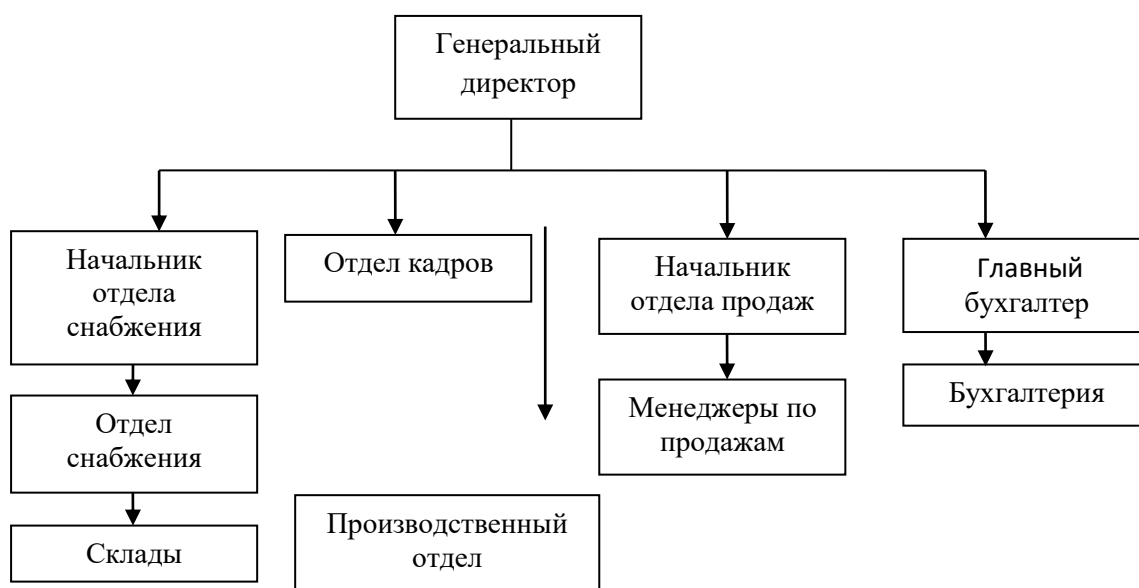 Генеральный
директор
Начальник
отдела
снабжения
Отдел кадров
Начальник
отдела продаж
Главный
бухгалтер
Отдел
снабжения
Менеджеры по
продажам
Бухгалтерия
Склады
Производственный
отдел